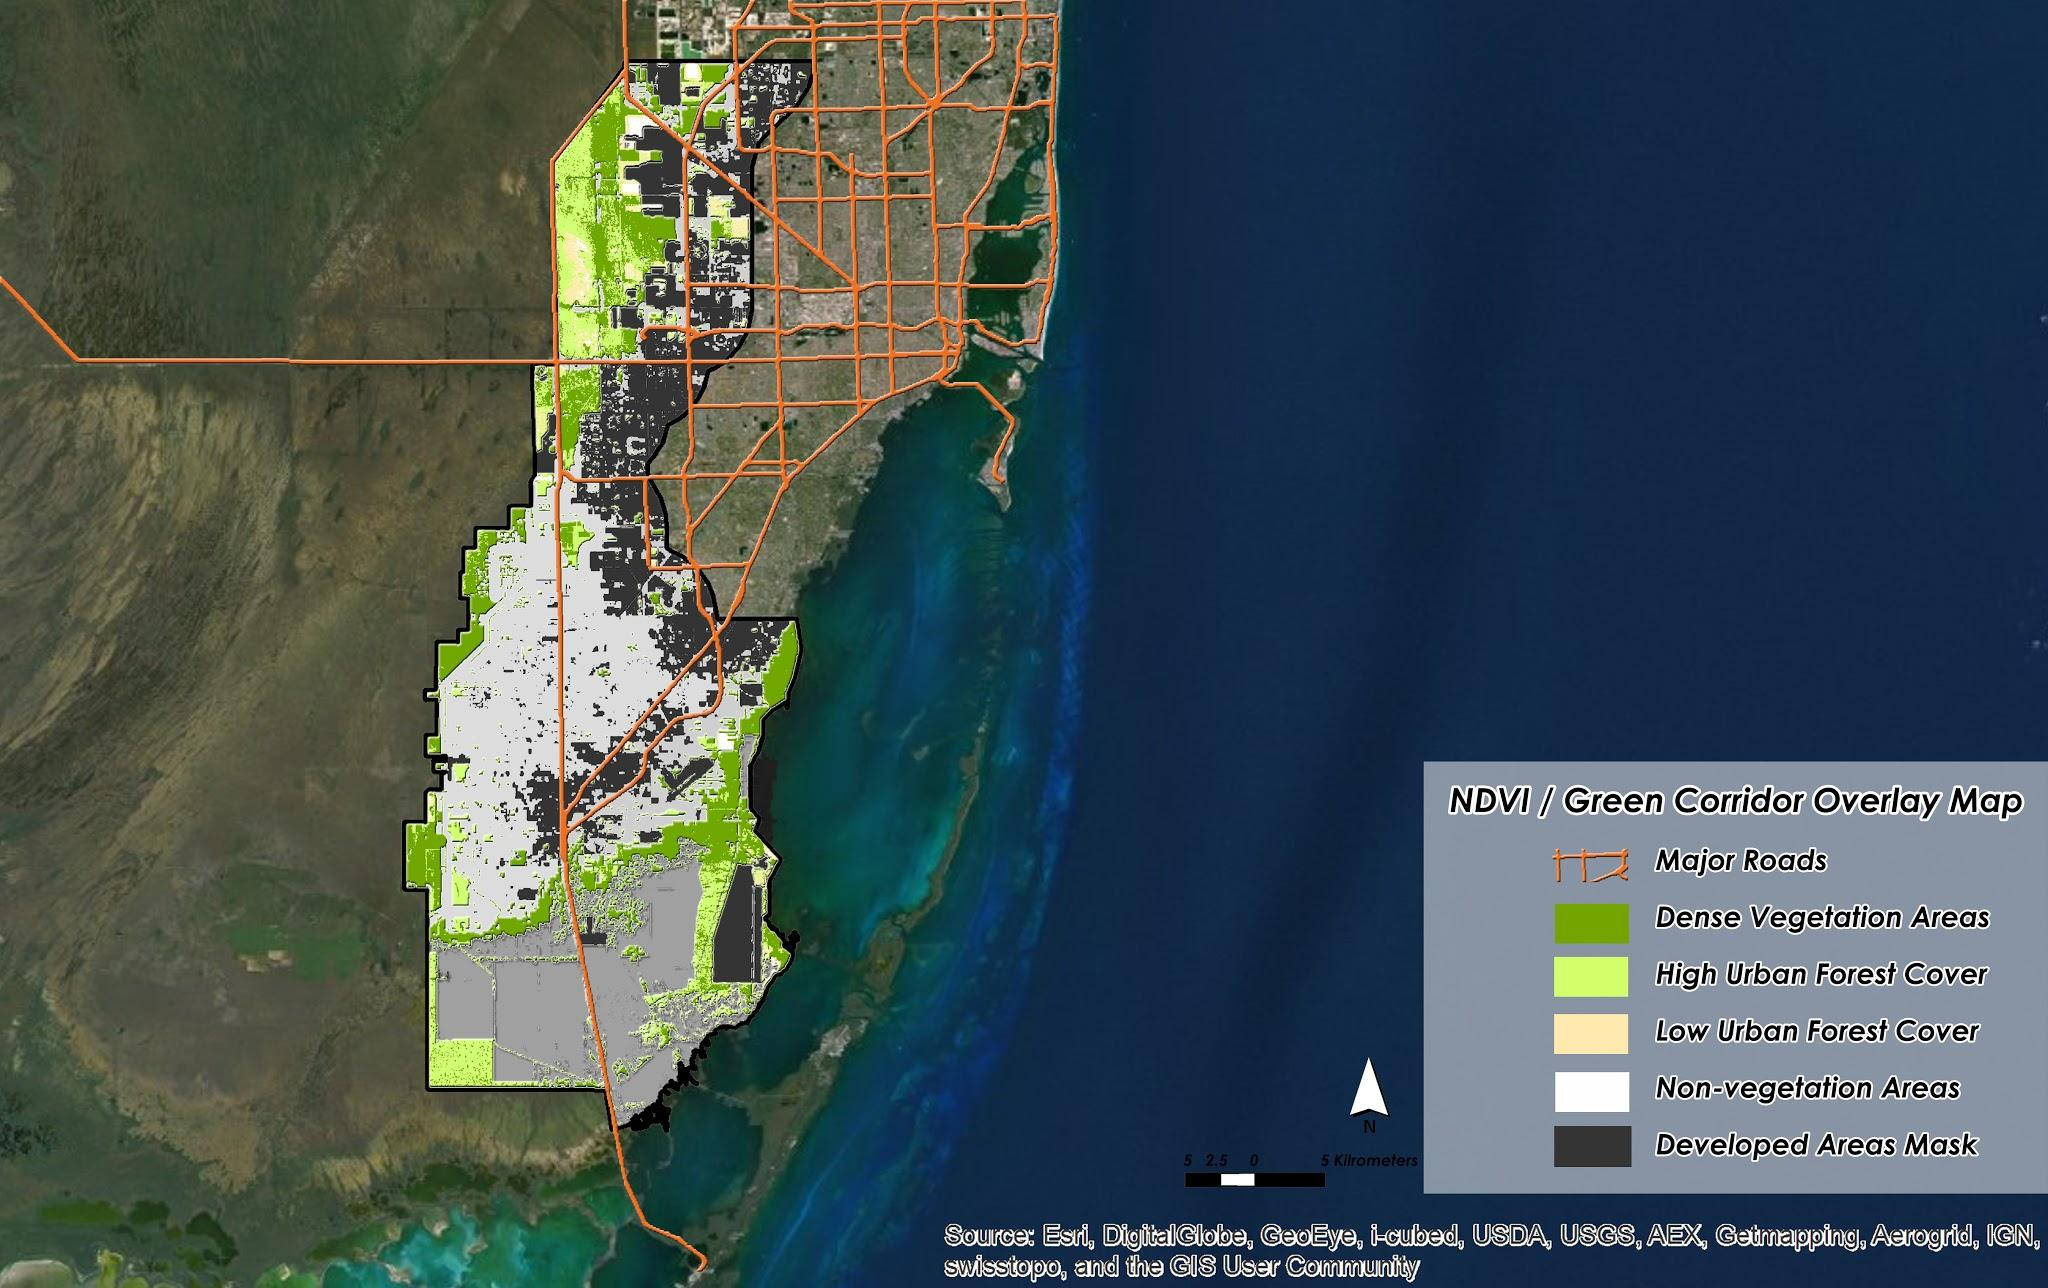 NDVI / Green Corridor Overlay Map
Major Roads
Dense Vegetation Areas
High Urban Forest Cover
Low Urban Forest Cover
Non-vegetation Areas
Developed Areas Mask
N
5 2.5 0 5 Kilrometers
Source: Esri, DigitalGlobe, GeoEye, i-cubed, USDA, USGS, AEX, Getmapping, Aerogrid, IGN,
swisstopo, and the GIS User Community